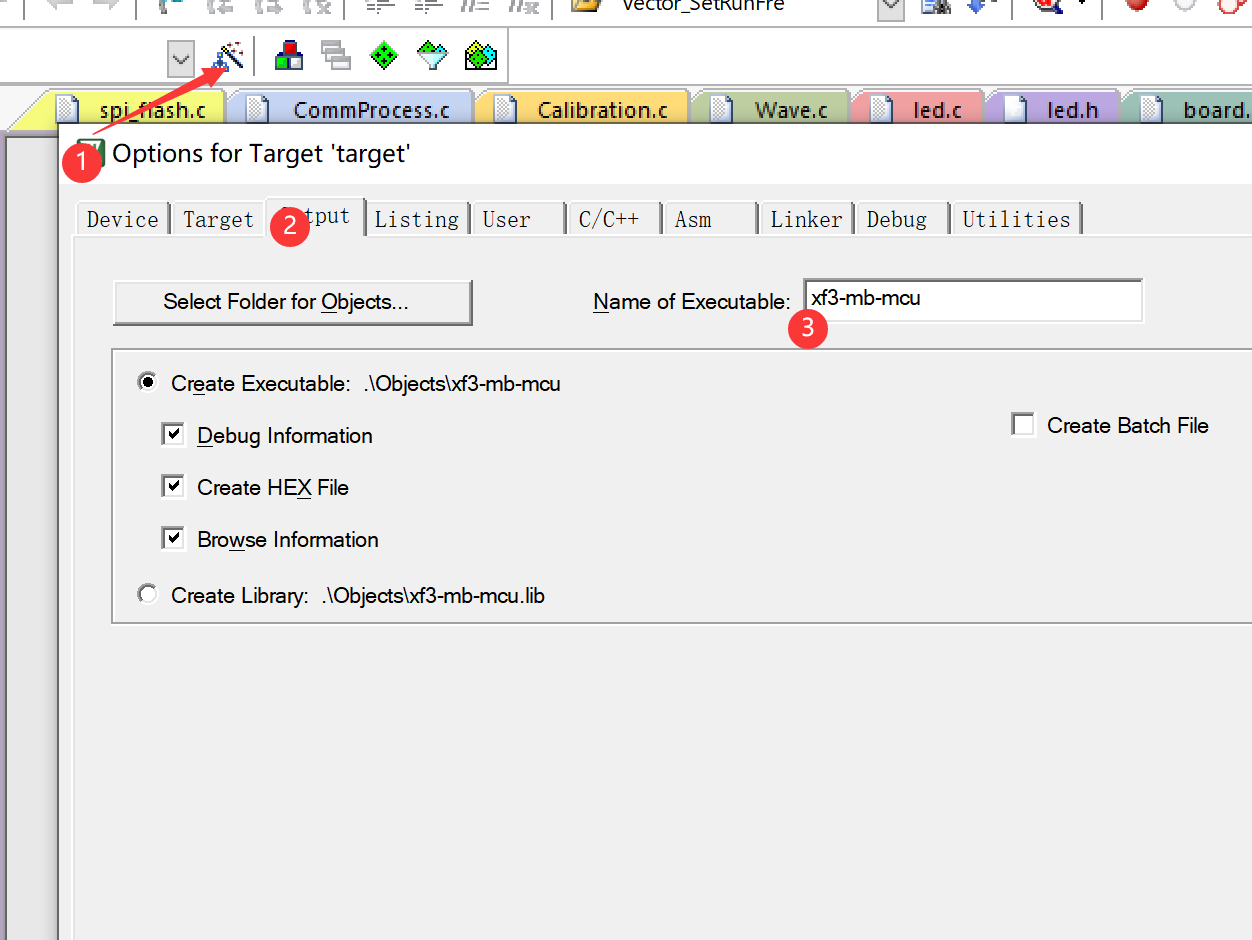 Vector_SetRunFre
spi_flash.c CommProcess.c Calibration.c Wave.c led.c led.h board.
1 Options for Target 'target'
Device Target 2 tput Listing User C/C++ Asm Linker Debug Utilities
Select Folder for Objects... Name of Executable: xf3-mb-mcu
3
Create Executable: .\Objects\xf3-mb-mcu
Debug Information Create Batch File
Create HEX File
Browse Information
Create Library: .\Objects\xf3-mb-mcu.lib